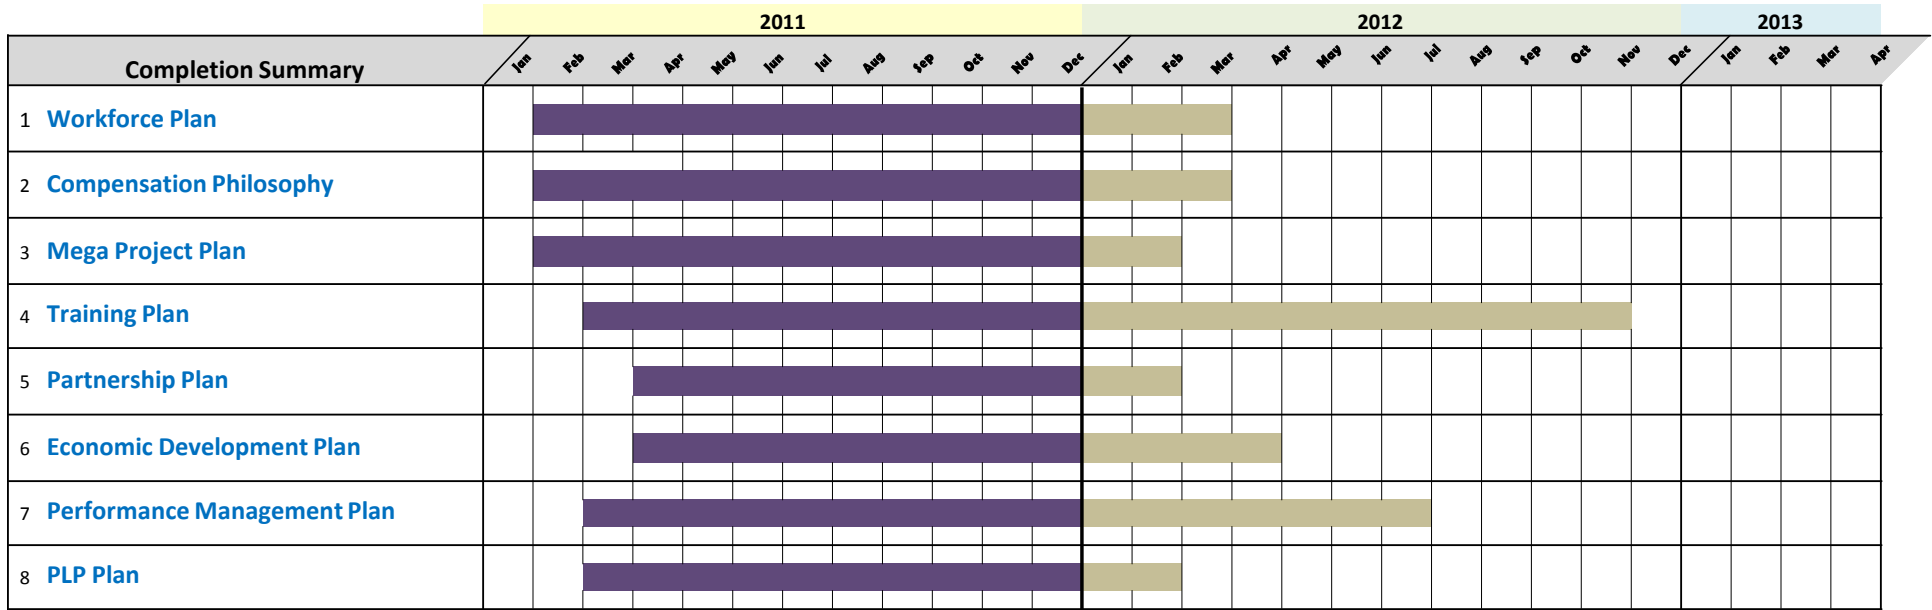 2011 2012 2013
Completion Summary Jan Feb Mar Apr May Jun Jul Aug Sep Oct Nov Dec Jan Feb Mar Apr May Jun Jul Aug Sep Oct Nov Dec Jan Feb Mar Apr
1 Workforce Plan
2 Compensation Philosophy
3 Mega Project Plan
4 Training Plan
5 Partnership Plan
6 Economic Development Plan
7 Performance Management Plan
8 PLP Plan